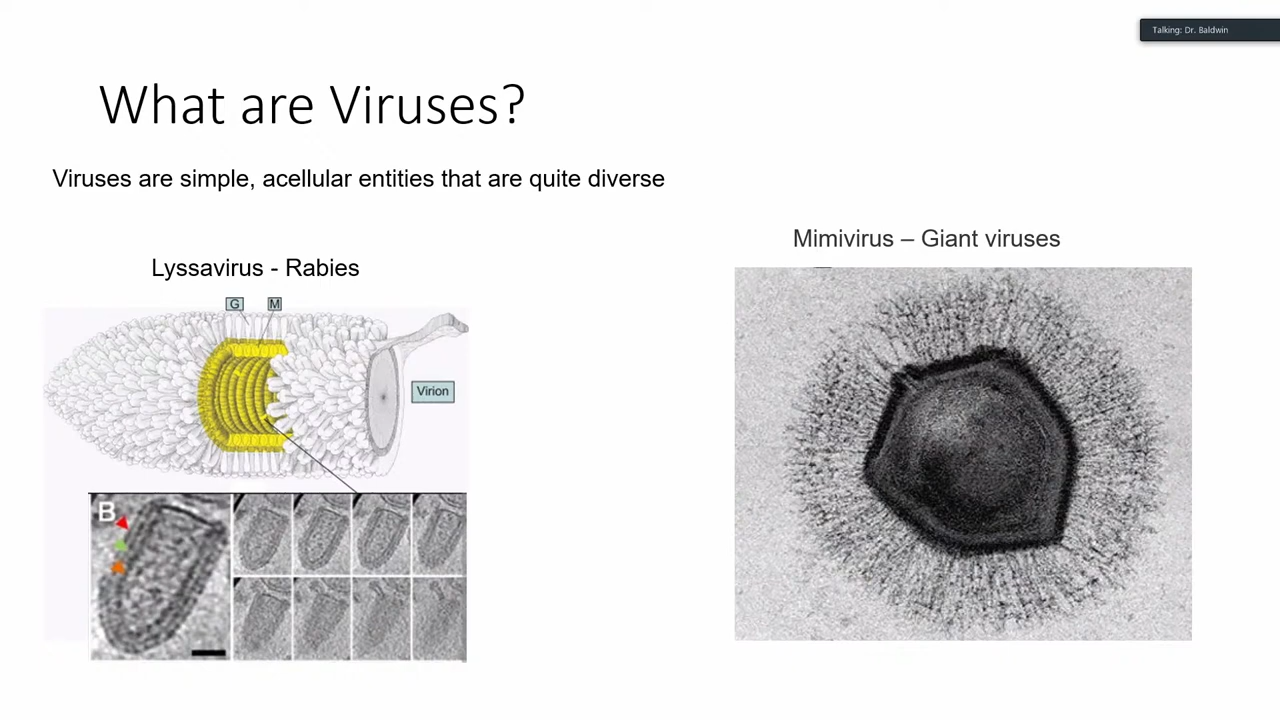 Talking: Dr. Baldwin
What are Viruses?
Viruses are simple, acellular entities that are quite diverse
Mimivirus – Giant viruses
Lyssavirus - Rabies
G M
Virion
B